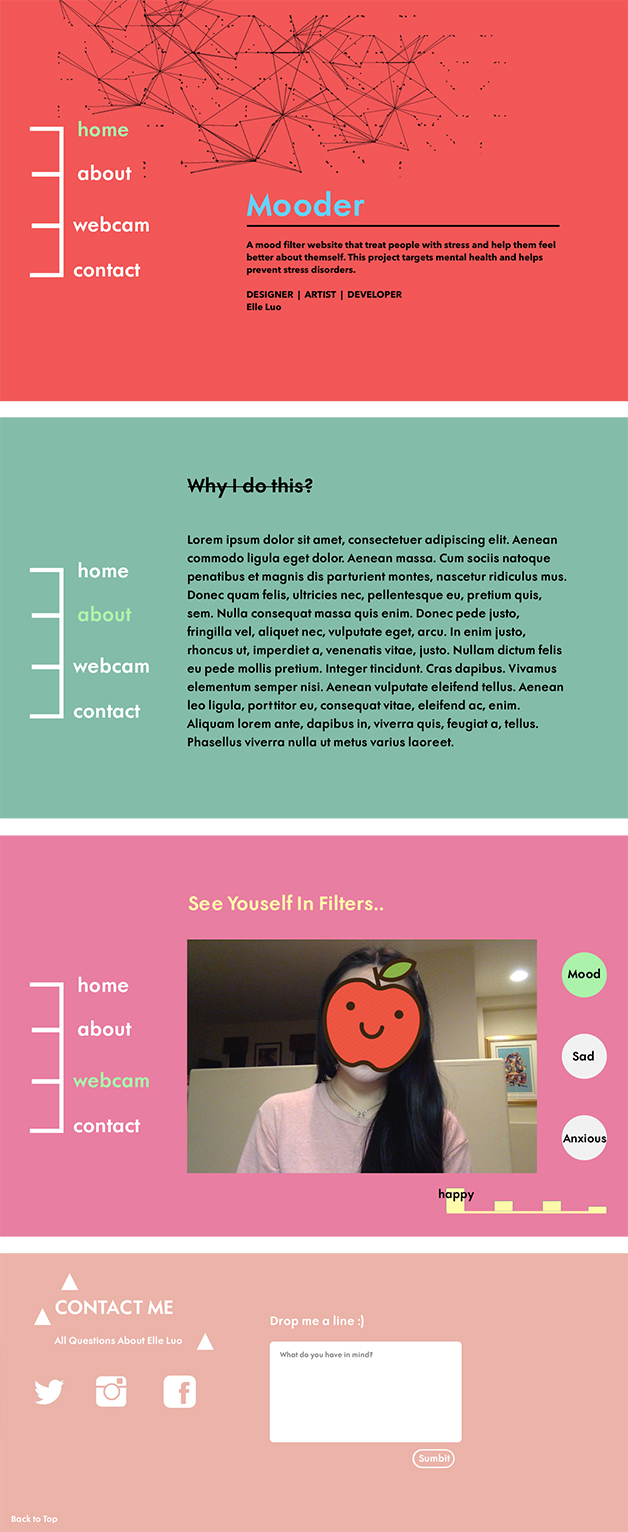 home
about
webcam
contact
Mooder
A mood filter website that treat people with stress and help them feel
better about themself. This project targets mental health and helps
prevent stress disorders.
DESIGNER | ARTIST | DEVELOPER
Elle Luo
Why I do this?
home
about
webcam
contact
Lorem ipsum dolor sit amet, consectetuer adipiscing elit. Aenean
commodo ligula eget dolor. Aenean massa. Cum sociis natoque
penatibus et magnis dis parturient montes, nascetur ridiculus mus.
Donec quam felis, ultricies nec, pellentesque eu, pretium quis,
sem. Nulla consequat massa quis enim. Donec pede justo,
fringilla vel, aliquet nec, vulputate eget, arcu. In enim justo,
rhoncus ut, imperdiet a, venenatis vitae, justo. Nullam dictum felis
eu pede mollis pretium. Integer tincidunt. Cras dapibus. Vivamus
elementum semper nisi. Aenean vulputate eleifend tellus. Aenean
leo ligula, porttitor eu, consequat vitae, eleifend ac, enim.
Aliquam lorem ante, dapibus in, viverra quis, feugiat a, tellus.
Phasellus viverra nulla ut metus varius laoreet.
See Youself In Filters..
home
about
webcam
contact
Mood
Sad
Anxious
happy
CONTACT ME
All Questions About Elle Luo
Drop me a line :)
What do you have in mind?
Sumbit
Back to Top